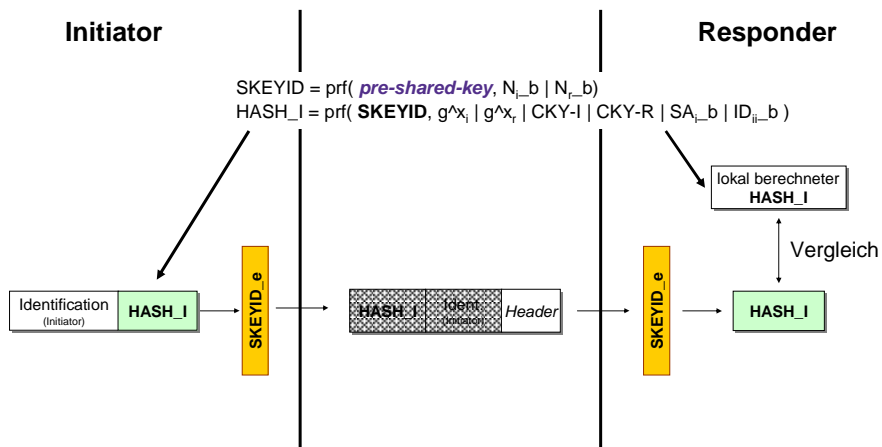 Initiator
Responder
SKEYID = prf( pre-shared-key, Ni_b | Nr_b)
HASH_I = prf( SKEYID, g^xi | g^xr | CKY-I | CKY-R | SAi_b | IDii_b )
lokal berechneter
HASH_I
Vergleich
Identification
(Initiator)
HASH_I
SKEYID_e
HASH_I
Ident
(Initiator)
Header
SKEYID_e
HASH_I